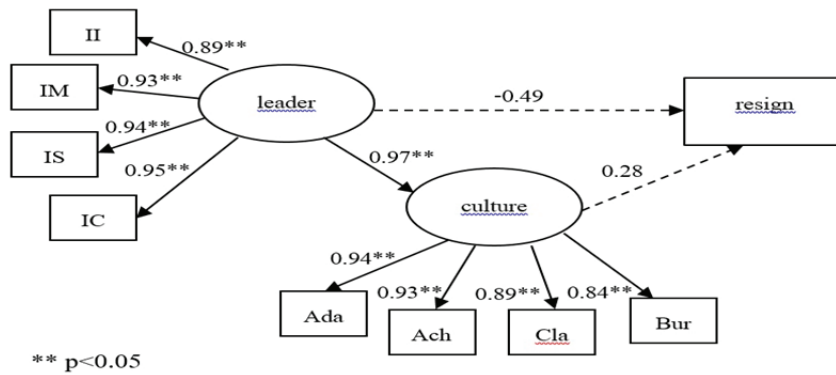 II
0.89**
IM
0.93**
leader
-0.49
resign
IS
0.94**
0.95**
0.97**
0.28
IC
culture
0.94**
0.93**
0.89**
0.84**
Ada
Ach
Cla
Bur
** p<0.05